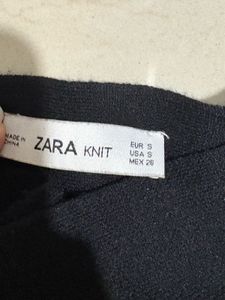 MADE IN
CHINA
ZARA KNIT
EUR S
USA S
MEX 26